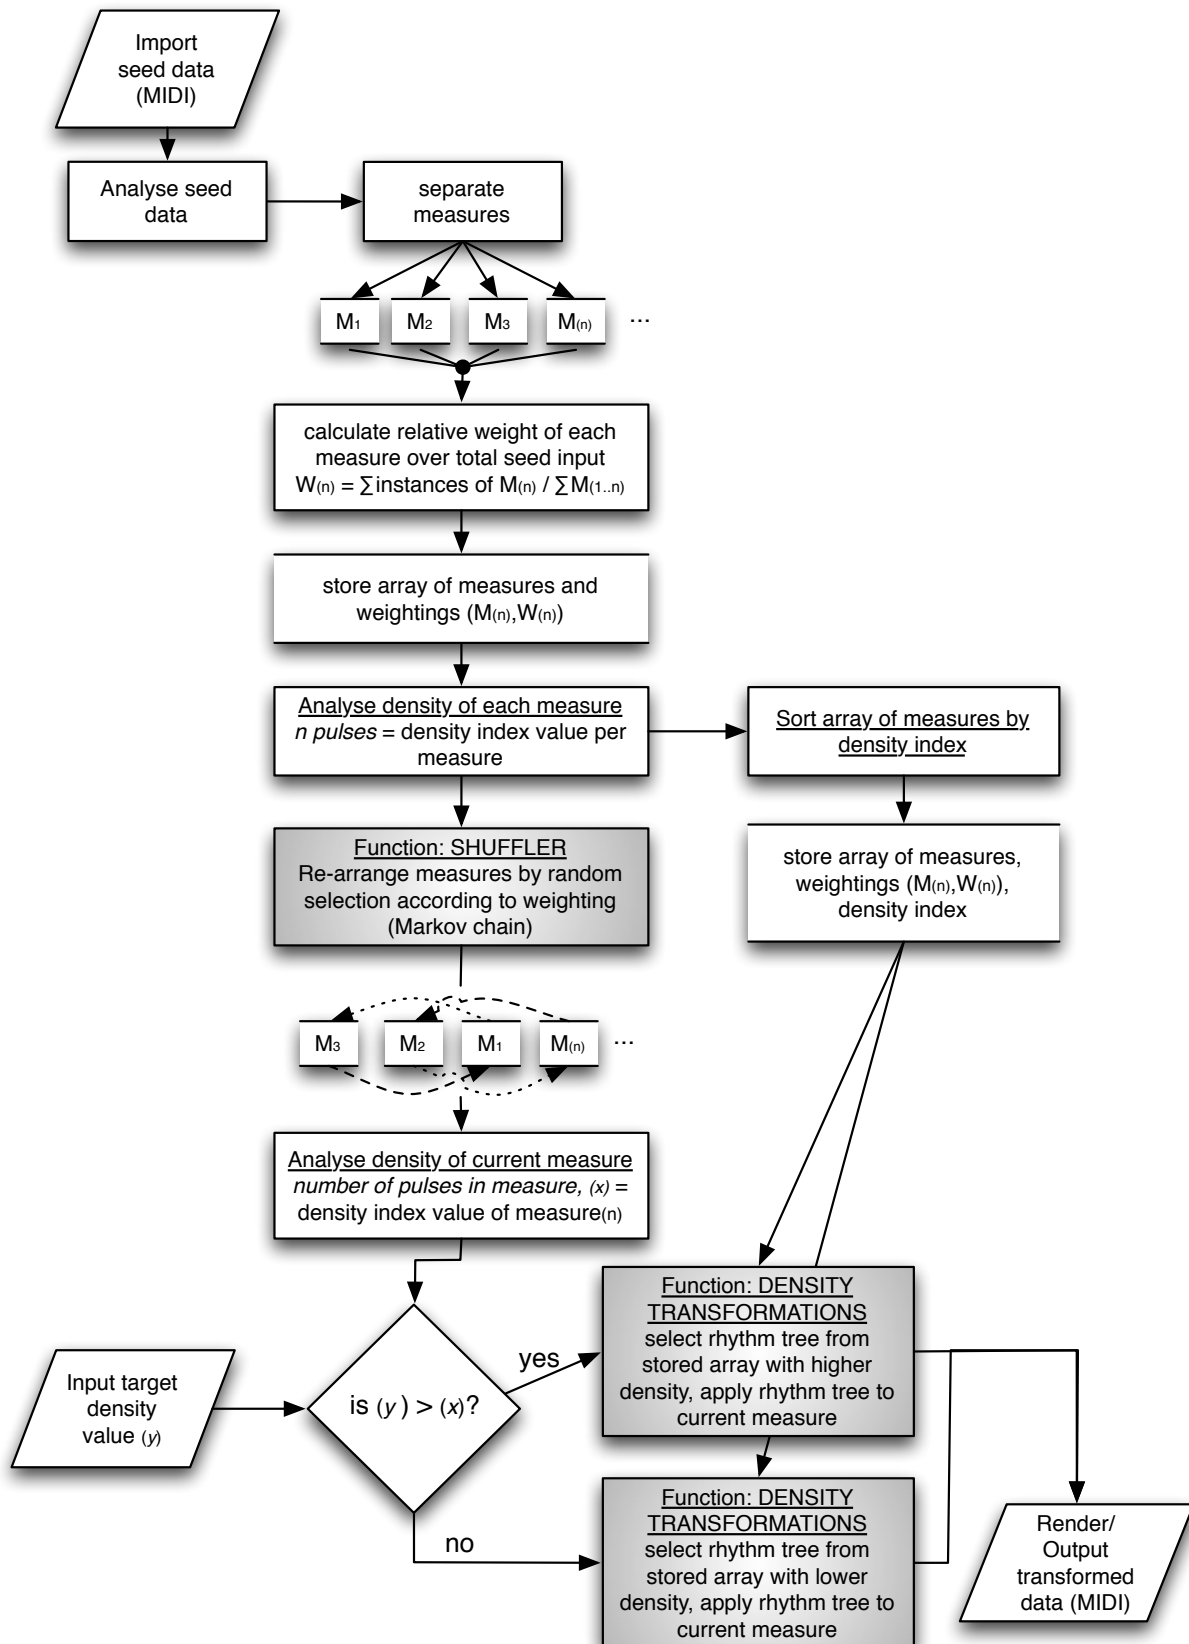 Import
seed data
(MIDI)
Analyse seed
data
separate
measures
M1
M2
M3
M(n)
...
calculate relative weight of each
measure over total seed input
W(n) = ∑instances of M(n) / ∑M(1..n)
store array of measures and
weightings (M(n),W(n))
Analyse density of each measure
n pulses = density index value per
measure
Sort array of measures by
density index
Function: SHUFFLER
Re-arrange measures by random
selection according to weighting
(Markov chain)
store array of measures,
weightings (M(n),W(n)),
density index
M3
M2
M1
M(n)
...
Analyse density of current measure
number of pulses in measure, (x) =
density index value of measure(n)
Input target
density
value (y)
is (y) > (x)?
yes
Function: DENSITY
TRANSFORMATIONS
select rhythm tree from
stored array with higher
density, apply rhythm tree to
current measure
no
Function: DENSITY
TRANSFORMATIONS
select rhythm tree from
stored array with lower
density, apply rhythm tree to
current measure
Render/
Output
transformed
data (MIDI)